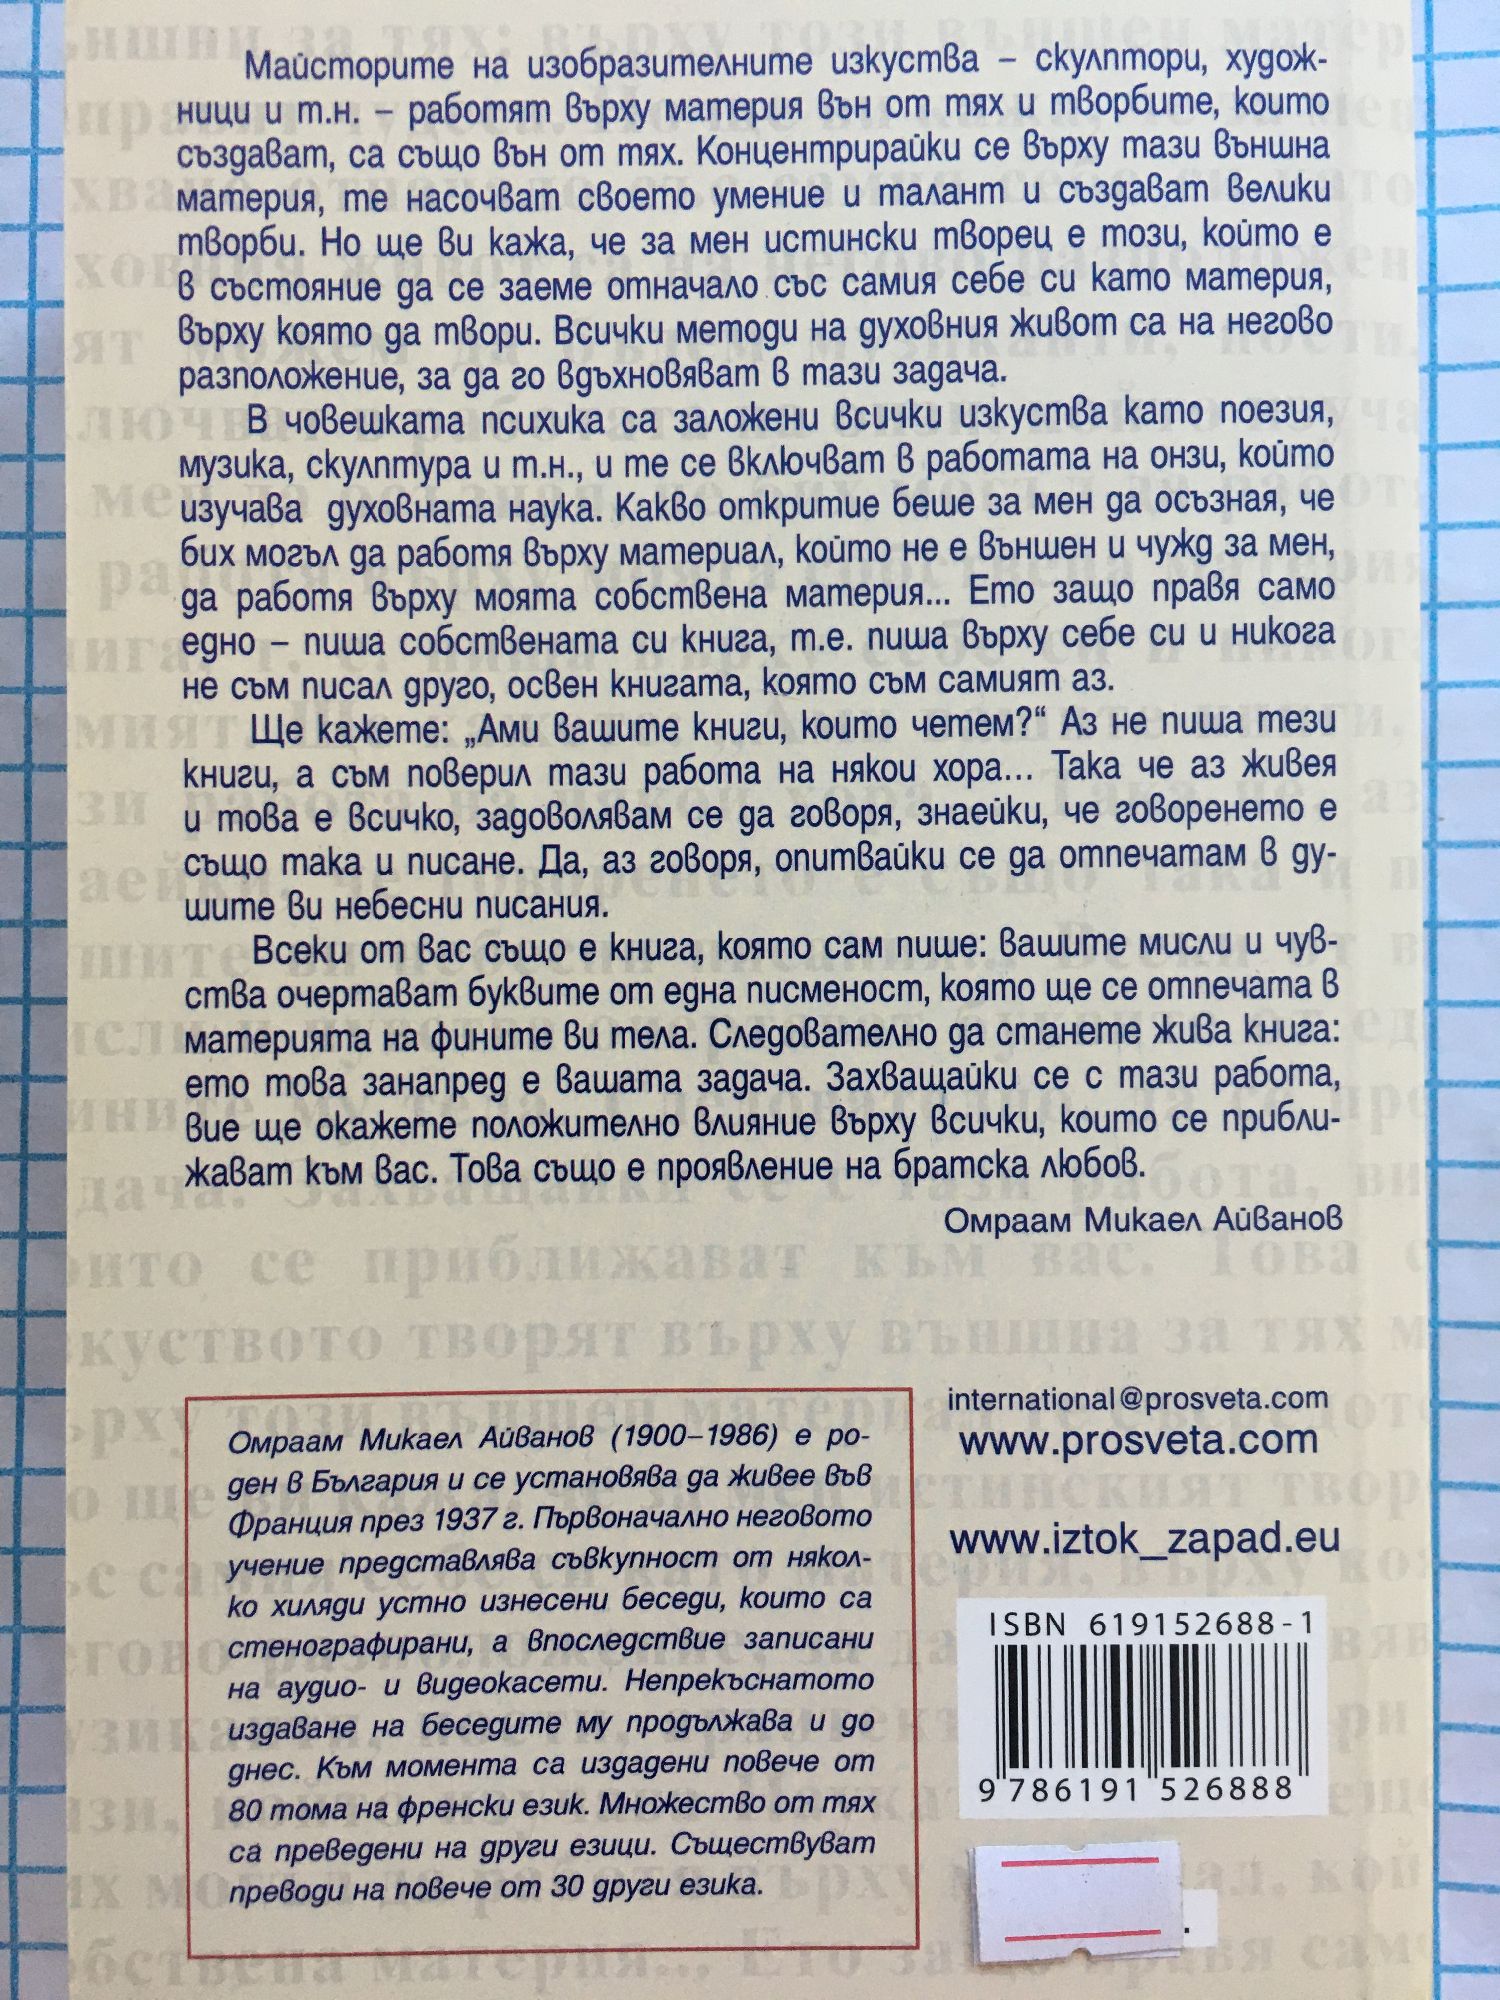 Майсторите на изобразителните изкуства – скулптори, худож-
ници и т.н. – работят върху материя вън от тях и творбите, които
създават, са също вън от тях. Концентрирайки се върху тази външна
материя, те насочват своето умение и талант и създават велики
творби. Но ще ви кажа, че за мен истински творец е този, който е
в състояние да се заеме отначало със самия себе си като материя,
върху която да твори. Всички методи на духовния живот са на негово
разположение, за да го вдъхновяват в тази задача.
В човешката психика са заложени всички изкуства като поезия,
музика, скулптура и т.н., и те се включват в работата на онзи, който
изучава духовната наука. Какво откритие беше за мен да осъзная, че
бих могъл да работя върху материал, който не е външен и чужд за мен,
да работя върху моята собствена материя... Ето защо правя само
едно – пиша собствената си книга, т.е. пиша върху себе си и никога
не съм писал друго, освен книгата, която съм самият аз.
Ще кажете: „Ами вашите книги, които четем?“ Аз не пиша тези
книги, а съм поверил тази работа на някои хора... Така че аз живея
и това е всичко, задоволявам се да говоря, знаейки, че говоренето е
също така и писане. Да, аз говоря, опитвайки се да отпечатам в ду-
шите ви небесни писания.
Всеки от вас също е книга, която сам пише: вашите мисли и чув-
ства очертават буквите от една писменост, която ще се отпечата в
материята на фините ви тела. Следователно да станете жива книга:
ето това занапред е вашата задача. Захващайки се с тази работа,
вие ще окажете положително влияние върху всички, които се прибли-
жават към вас. Това също е проявление на братска любов.
Омраам Микаел Айванов
Омраам Микаел Айванов (1900–1986) е ро-
ден в България и се установява да живее във
Франция през 1937 г. Първоначално неговото
учение представлява съвкупност от някол-
ко хиляди устно изнесени беседи, които са
стенографирани, а впоследствие записани
на аудио- и видеокасети. Непрекъснатото
издаване на беседите му продължава и до
днес. Към момента са издадени повече от
80 тома на френски език. Множество от тях
са преведени на други езици. Съществуват
преводи на повече от 30 други езика.
international@prosveta.com
www.prosveta.com
www.iztok_zapad.eu
ISBN 619152688-1
9 786191 526888